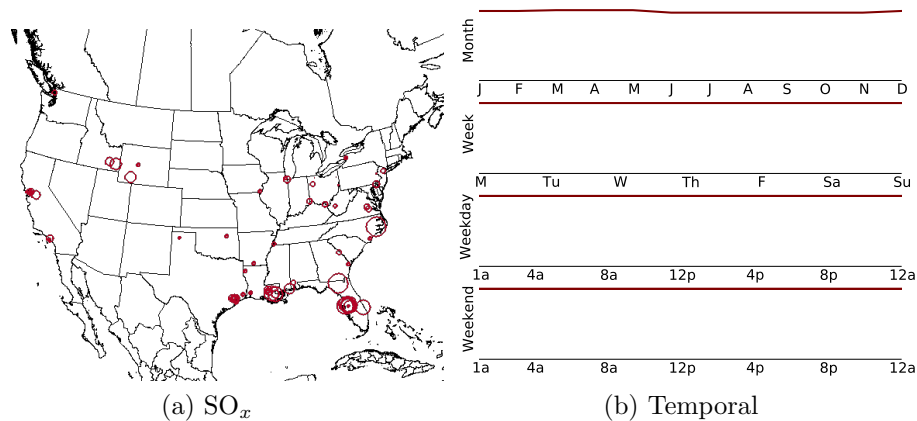 Month
J F M A M J J A S O N D
Week
M Tu W Th F Sa Su
Weekday
1a 4a 8a 12p 4p 8p 12a
Weekend
1a 4a 8a 12p 4p 8p 12a
(a) SOₓ
(b) Temporal